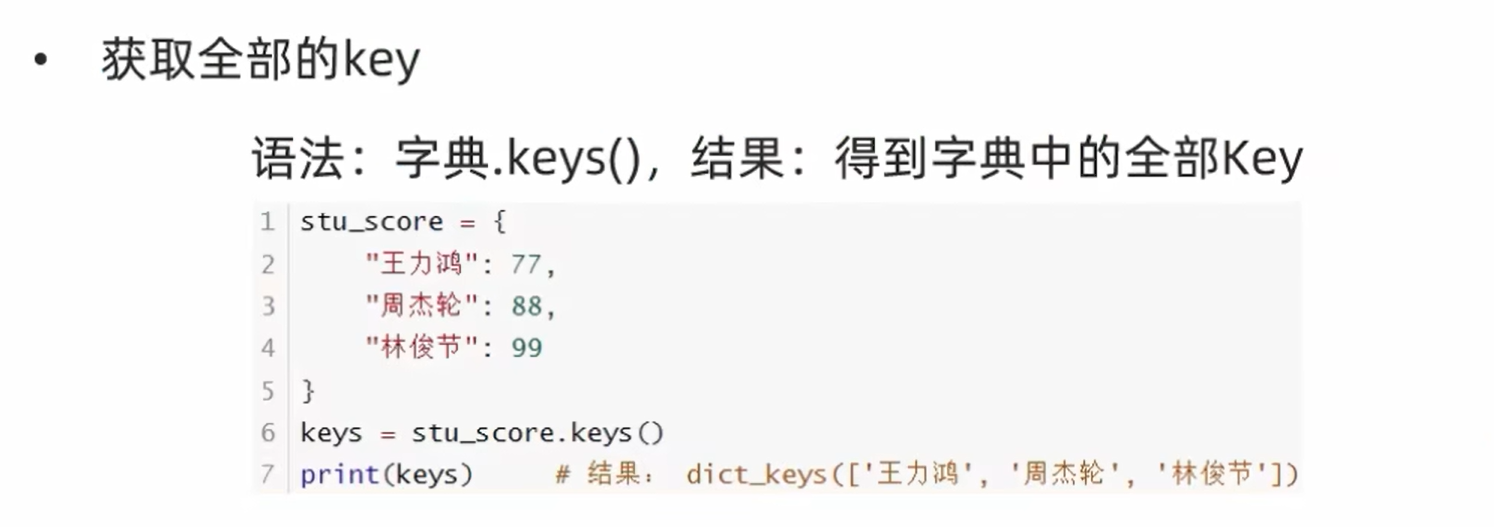 • 获取全部的key
语法：字典.keys()，结果：得到字典中的全部Key
1 stu_score = {
2     "王力鸿": 77,
3     "周杰轮": 88,
4     "林俊节": 99
5 }
6 keys = stu_score.keys()
7 print(keys)     # 结果： dict_keys(['王力鸿', '周杰轮', '林俊节'])